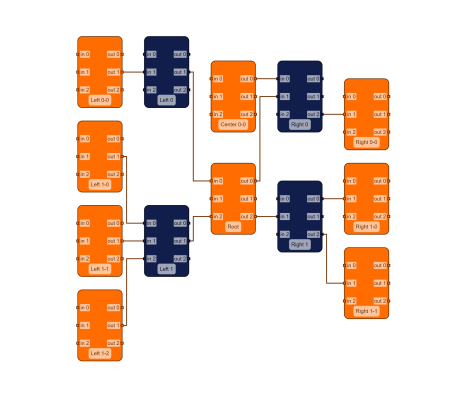 in 0 out 0
in 1 out 1
in 2 out 2
Left 0-0
in 0 out 0
in 1 out 1
in 2 out 2
Left 0
in 0 out 0
in 1 out 1
in 2 out 2
Center 0-0
in 0 out 0
in 1 out 1
in 2 out 2
Right 0
in 0 out 0
in 1 out 1
in 2 out 2
Right 0-0
in 0 out 0
in 1 out 1
in 2 out 2
Left 1-0
in 0 out 0
in 1 out 1
in 2 out 2
Root
in 0 out 0
in 1 out 1
in 2 out 2
Right 1-0
in 0 out 0
in 1 out 1
in 2 out 2
Left 1-1
in 0 out 0
in 1 out 1
in 2 out 2
Left 1
in 0 out 0
in 1 out 1
in 2 out 2
Right 1
in 0 out 0
in 1 out 1
in 2 out 2
Right 1-1
in 0 out 0
in 1 out 1
in 2 out 2
Left 1-2